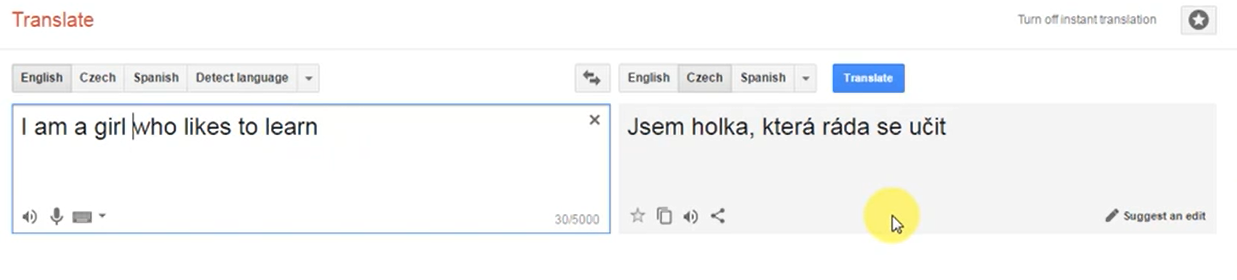 Translate
Turn off instant translation
English Czech Spanish Detect language
English Czech Spanish Translate
I am a girl who likes to learn
Jsem holka, která ráda se učit
30/5000
Suggest an edit